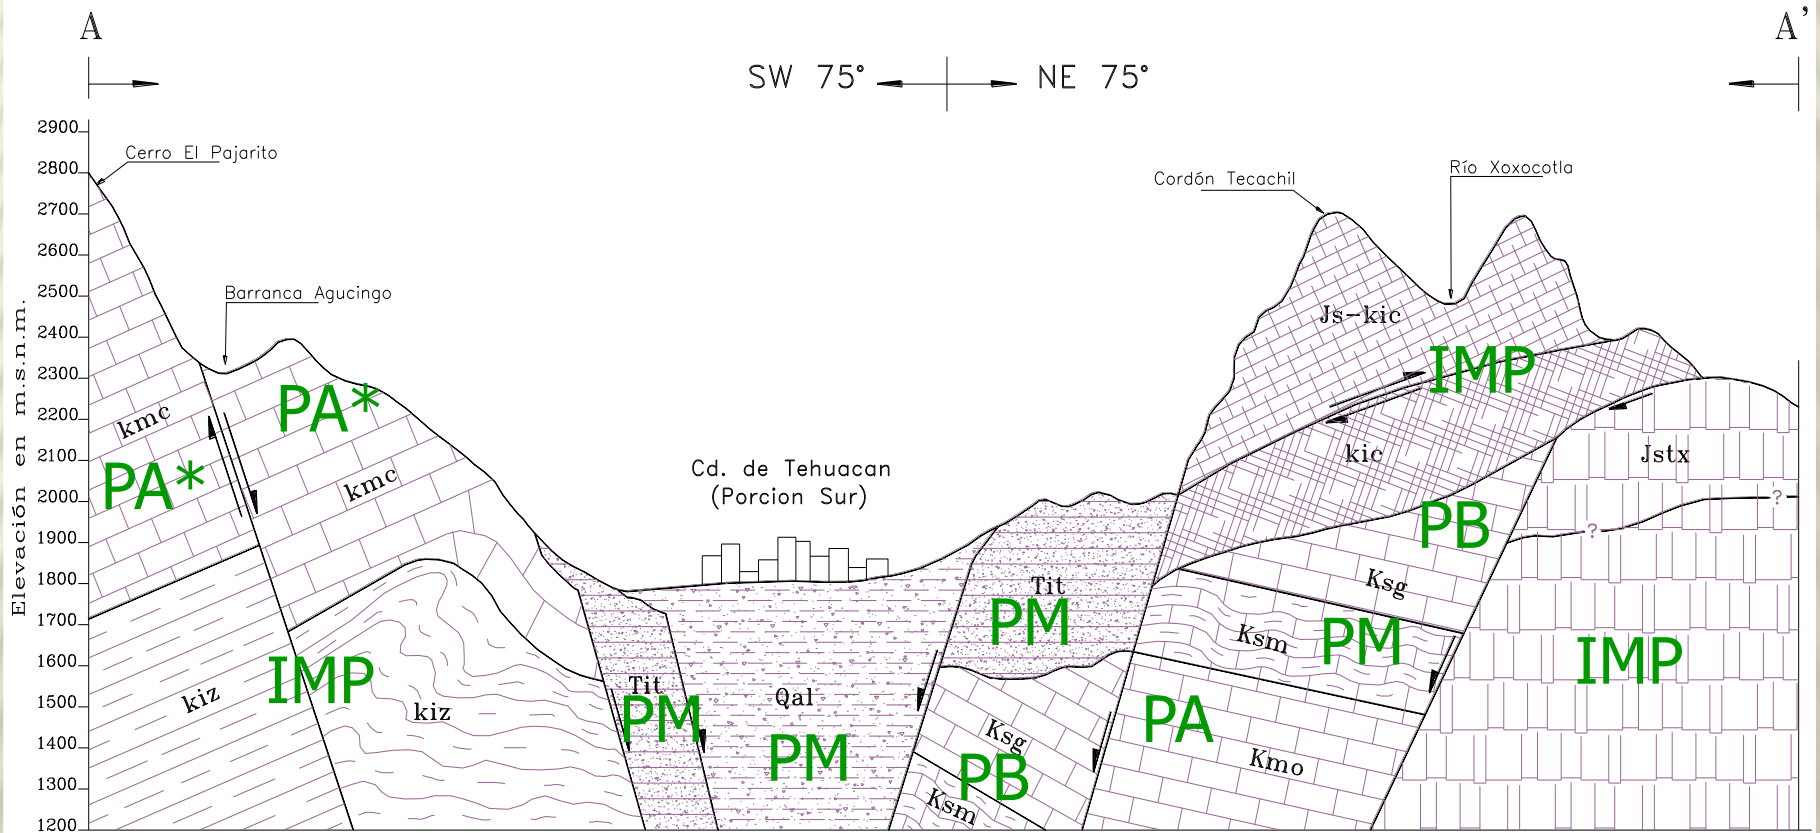 A
A'
SW 75°
NE 75°
Elevación en m.s.n.m.
2900
2800
2700
2600
2500
2400
2300
2200
2100
2000
1900
1800
1700
1600
1500
1400
1300
1200
Cerro El Pajarito
Barranca Agucingo
Cordón Tecachil
Río Xoxocotla
Cd. de Tehuacan
(Porcion Sur)
Js-kic
IMP
PA*
kmc
kic
Jstx
PA*
kmc
?
PB
?
Ksg
Tit
PM
Ksm
PM
IMP
IMP
kiz
kiz
Tit
PM
Qal
PM
Ksg
PB
Ksm
PA
Kmo